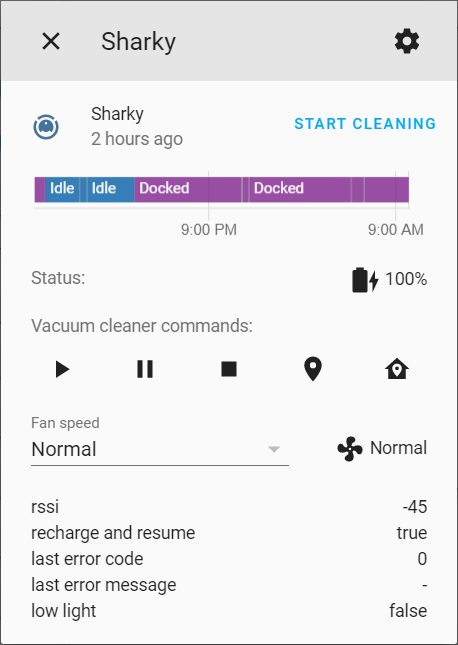 Sharky
Sharky
2 hours ago
START CLEANING
Idle Idle Docked Docked
9:00 PM 9:00 AM
Status: 100%
Vacuum cleaner commands:
Fan speed
Normal Normal
rssi -45
recharge and resume true
last error code 0
last error message -
low light false